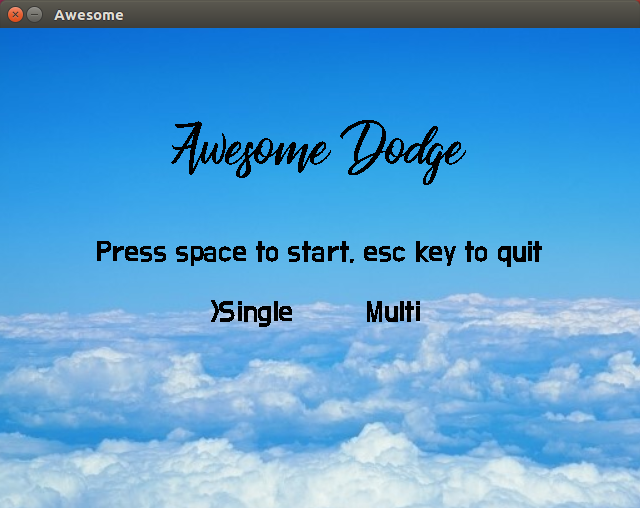 Awesome
Awesome Dodge
Press space to start, esc key to quit
>Single Multi